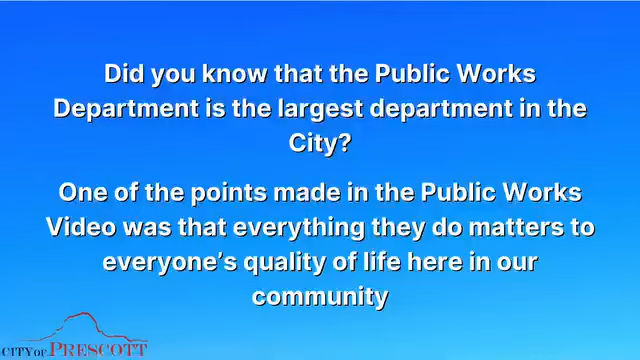 Did you know that the Public Works
Department is the largest department in the
City?
One of the points made in the Public Works
Video was that everything they do matters to
everyone’s quality of life here in our
community
CITY OF PRESCOTT